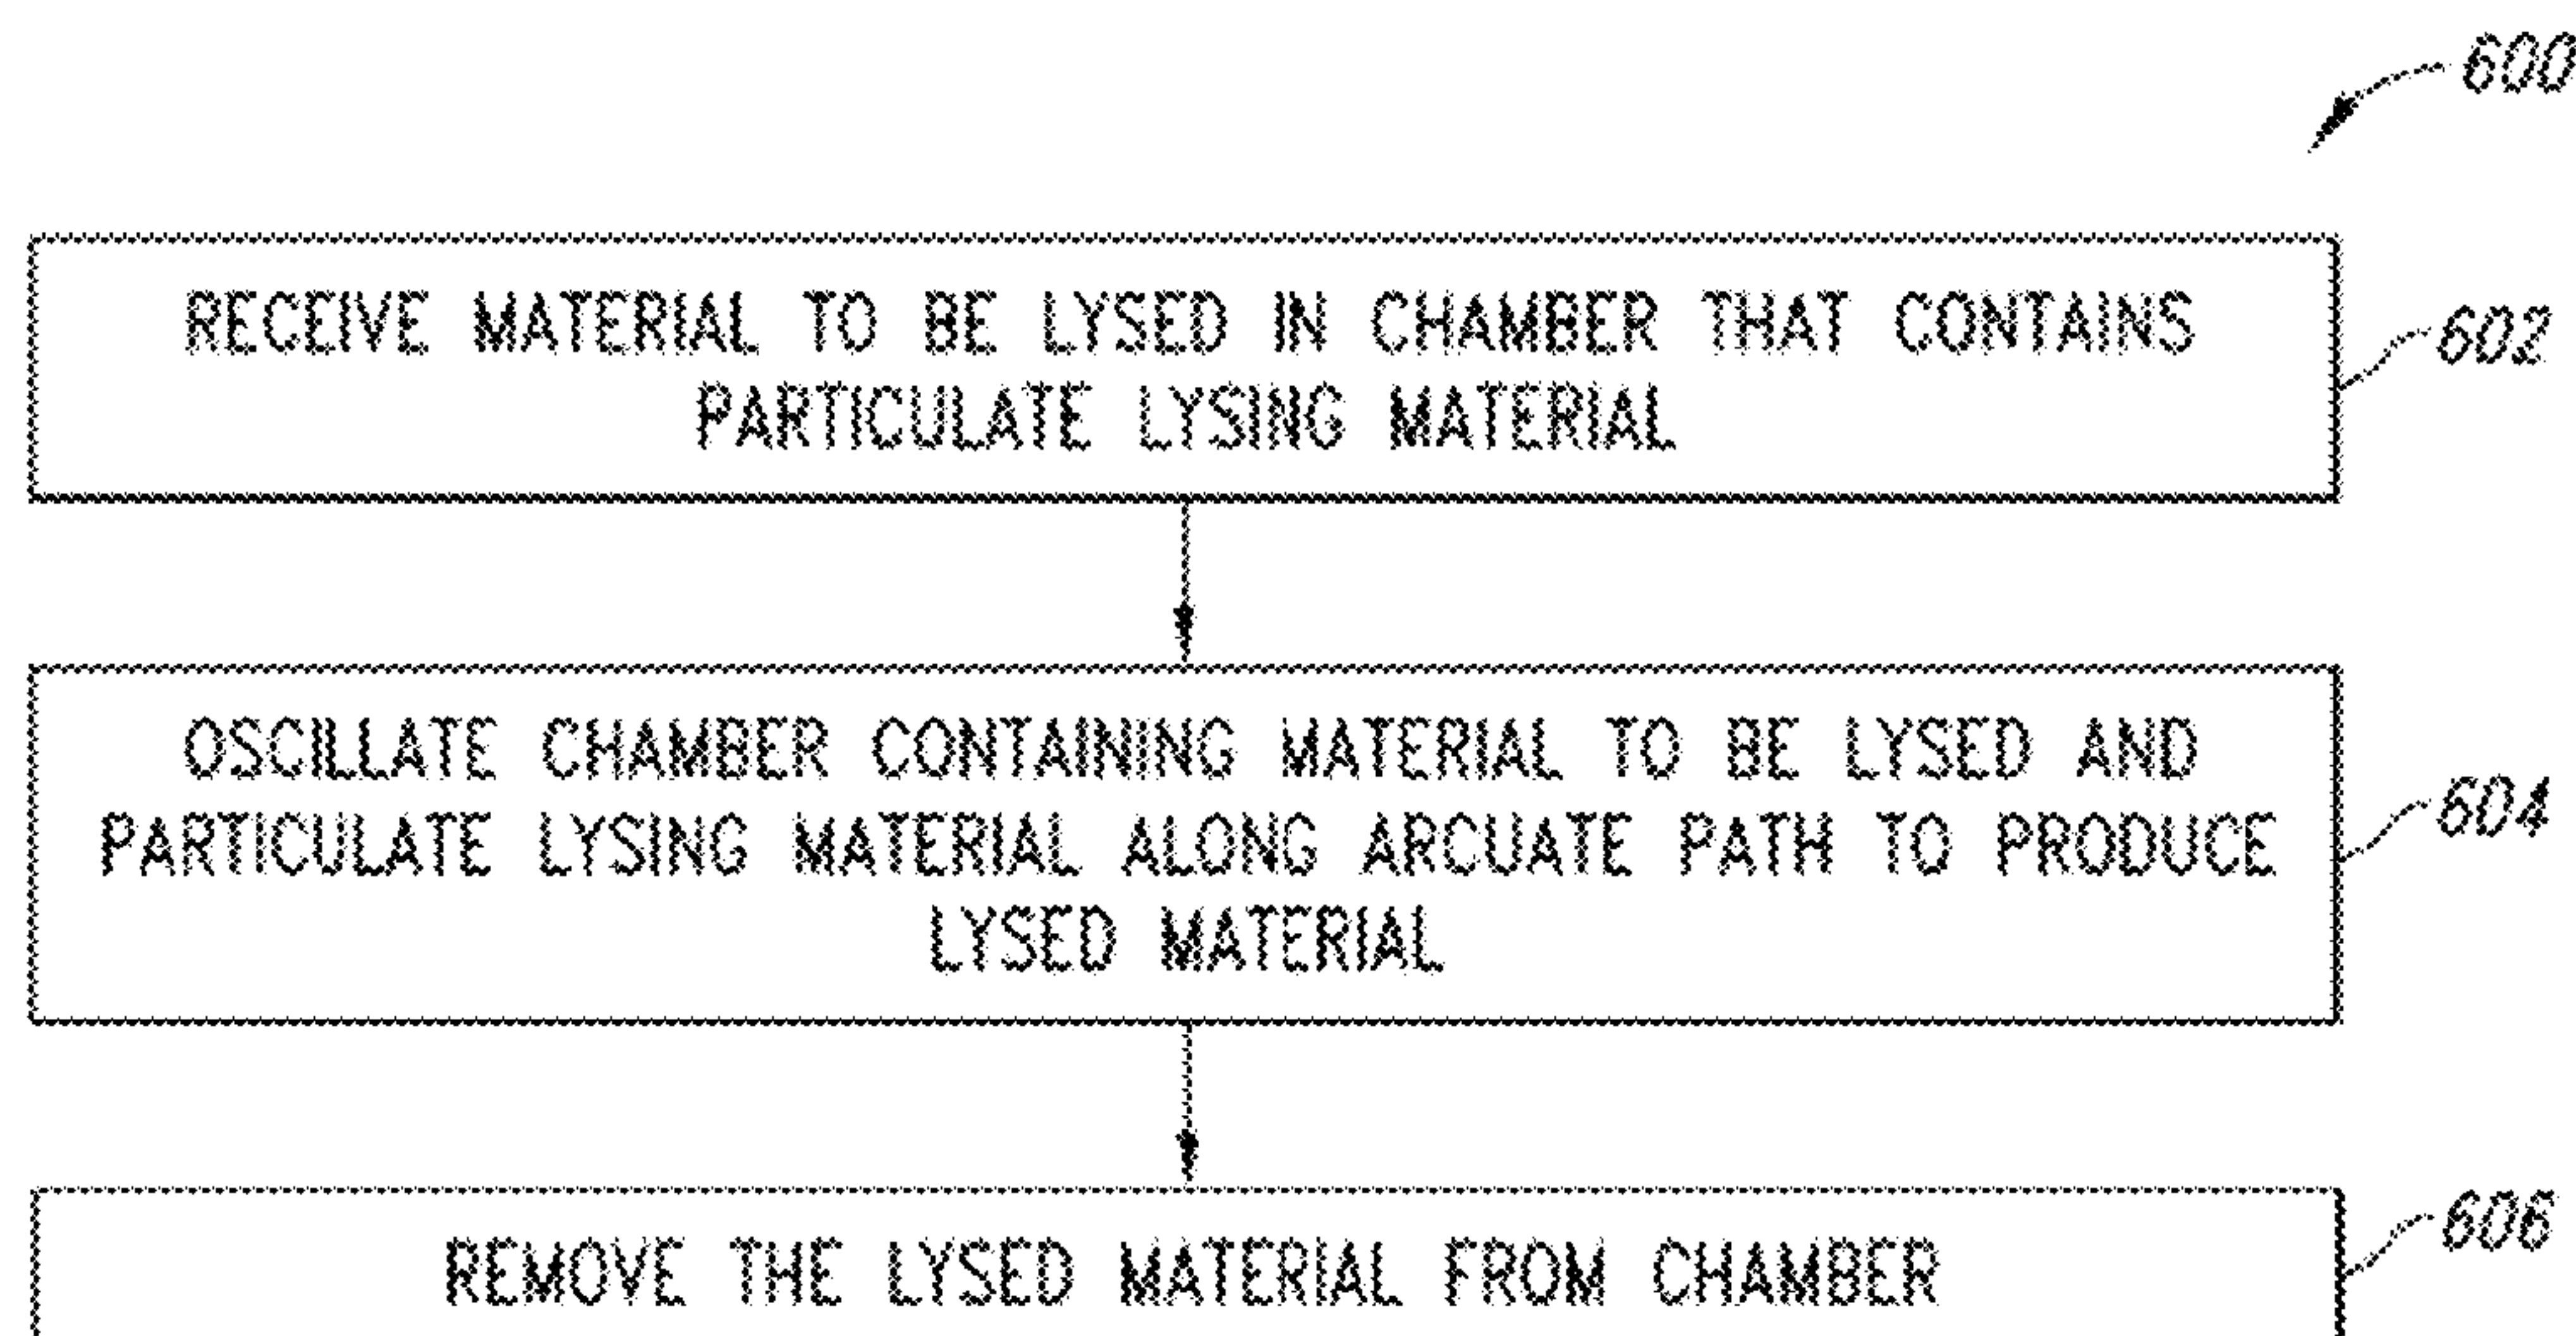 600
RECEIVE MATERIAL TO BE LYSED IN CHAMBER THAT CONTAINS
PARTICULATE LYSING MATERIAL
602
OSCILLATE CHAMBER CONTAINING MATERIAL TO BE LYSED AND
PARTICULATE LYSING MATERIAL ALONG ARCUATE PATH TO PRODUCE
LYSED MATERIAL
604
REMOVE THE LYSED MATERIAL FROM CHAMBER
606